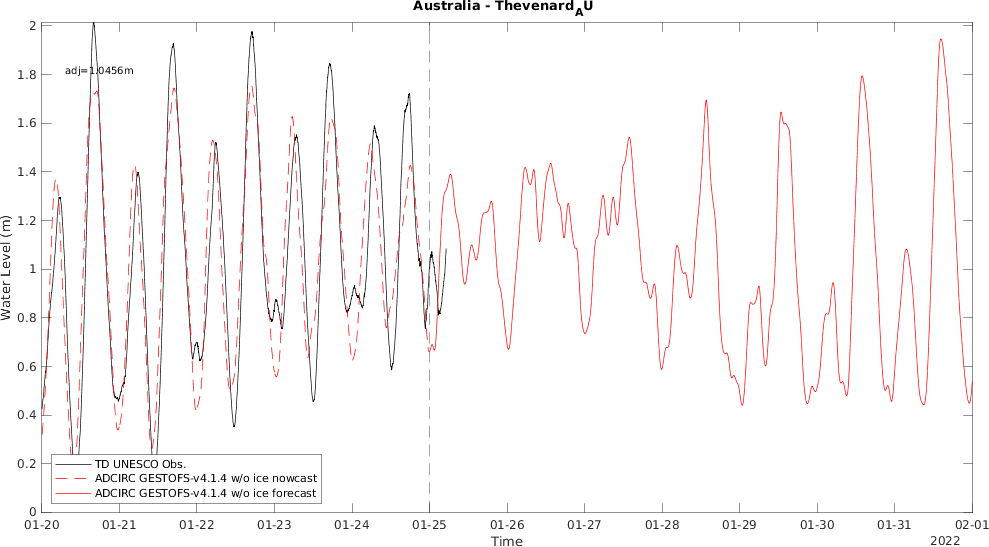 Australia - Thevenard_AU
2
1.8
1.6
1.4
1.2
1
0.8
0.6
0.4
0.2
0
Water Level (m)
adj=1.0456m
TD UNESCO Obs.
ADCIRC GESTOFS-v4.1.4 w/o ice nowcast
ADCIRC GESTOFS-v4.1.4 w/o ice forecast
01-20 01-21 01-22 01-23 01-24 01-25 01-26 01-27 01-28 01-29 01-30 01-31 02-01
Time
2022